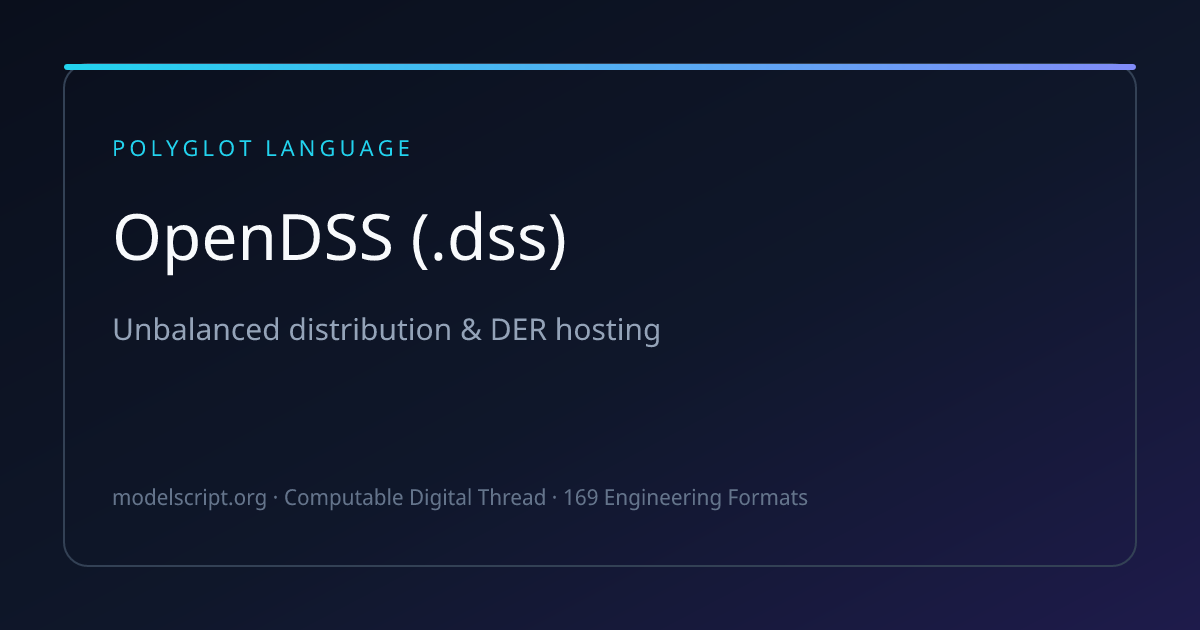 POLYGLOT LANGUAGE
OpenDSS (.dss)
Unbalanced distribution & DER hosting
modelscript.org · Computable Digital Thread · 169 Engineering Formats